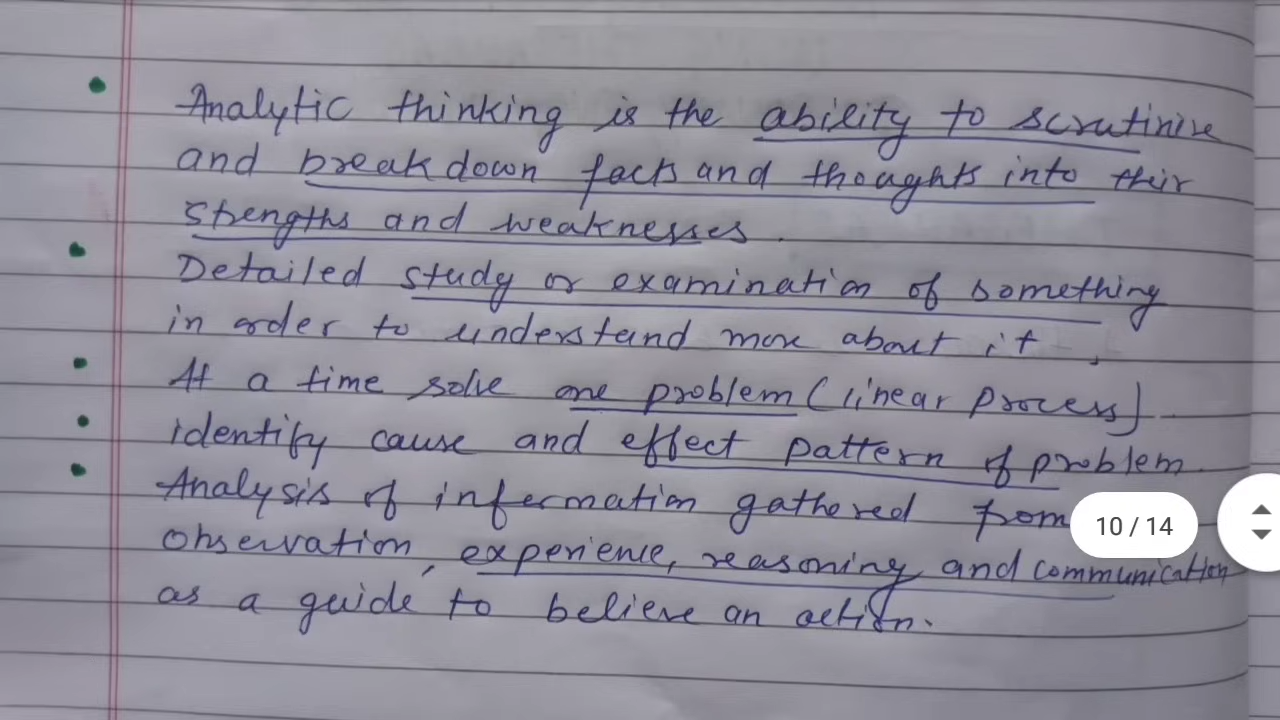 Analytic thinking is the ability to scrutinise
and break down facts and thoughts into their
strengths and weaknesses.
Detailed study or examination of something
in order to understand more about it,
At a time solve one problem (linear process)
identify cause and effect pattern of problem
Analysis of information gathered from
10 / 14
observation, experience, reasoning and communication
as a guide to believe an action.